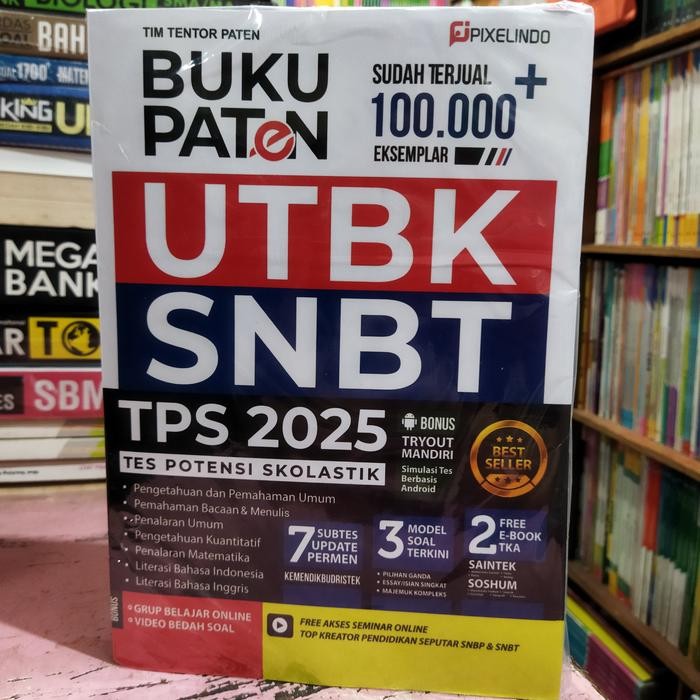 TIM TENTOR PATEN
PIXELINDO
BUKU
PATeN
SUDAH TERJUAL
100.000+
EKSEMPLAR
UTBK
SNBT
TPS 2025
TES POTENSI SKOLASTIK
• Pengetahuan dan Pemahaman Umum
• Pemahaman Bacaan & Menulis
• Penalaran Umum
• Pengetahuan Kuantitatif
• Penalaran Matematika
• Literasi Bahasa Indonesia
• Literasi Bahasa Inggris
BONUS
TRYOUT
MANDIRI
Simulasi Tes
Berbasis
Android
BEST
SELLER
7 SUBTES
UPDATE
PERMEN
KEMENDIKBUDRISTEK
3 MODEL
SOAL
TERKINI
• PILIHAN GANDA
• ESSAY/ISIAN SINGKAT
• MAJEMUK KOMPLEKS
2 FREE
E-BOOK
TKA
SAINTEK
SOSHUM
BONUS
• GRUP BELAJAR ONLINE
• VIDEO BEDAH SOAL
FREE AKSES SEMINAR ONLINE
TOP KREATOR PENDIDIKAN SEPUTAR SNBP & SNBT
BAH
1700
KING
MEGA
BANK
SBM